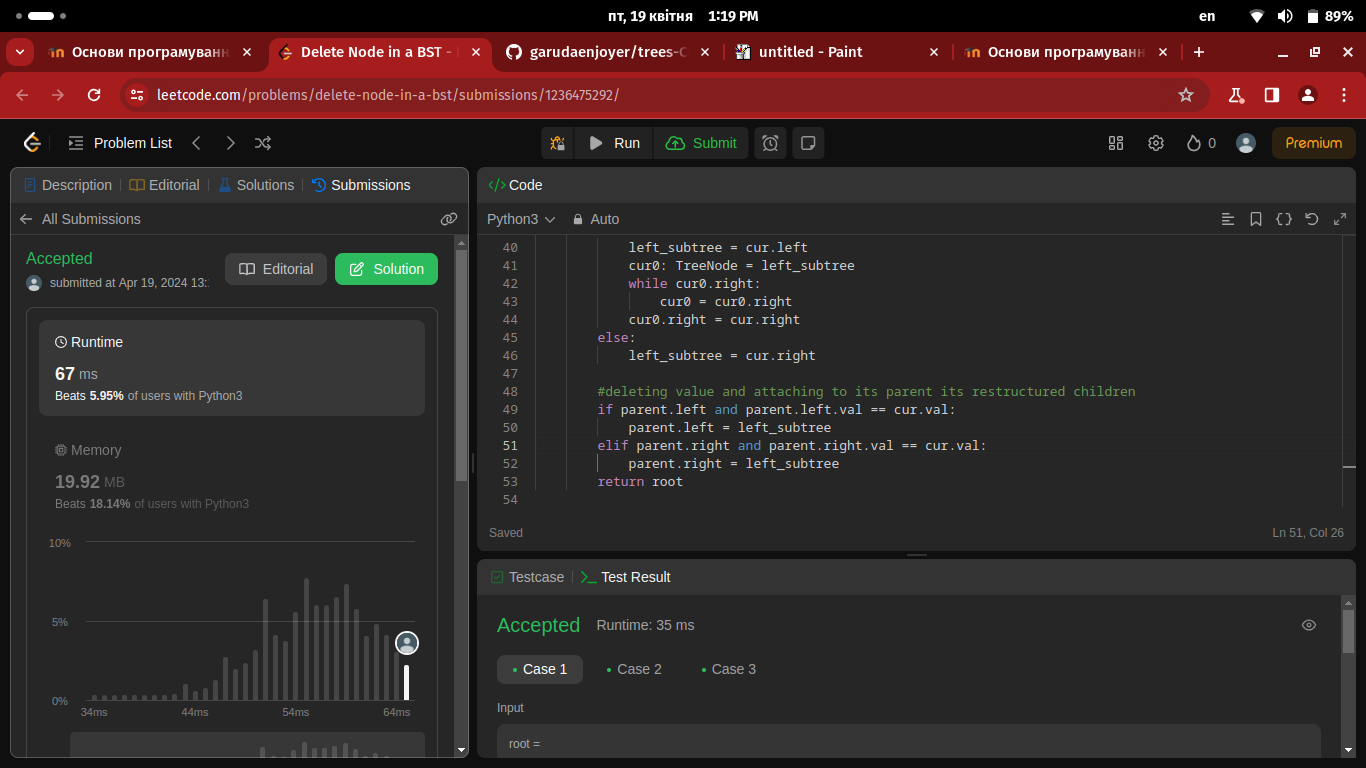 пт, 19 квітня 1:19 PM
en
89%
Основи програмуванн
Delete Node in a BST -
garudaenjoyer/trees-C
untitled - Paint
Основи програмуванн
leetcode.com/problems/delete-node-in-a-bst/submissions/1236475292/
Problem List
Run
Submit
0
Premium
Description
Editorial
Solutions
Submissions
All Submissions
Accepted
submitted at Apr 19, 2024 13:
Editorial
Solution
Runtime
67 ms
Beats 5.95% of users with Python3
Memory
19.92 MB
Beats 18.14% of users with Python3
10%
5%
0%
34ms 44ms 54ms 64ms
</> Code
Python3
Auto
40 left_subtree = cur.left
41 cur0: TreeNode = left_subtree
42 while cur0.right:
43 cur0 = cur0.right
44 cur0.right = cur.right
45 else:
46 left_subtree = cur.right
47
48 #deleting value and attaching to its parent its restructured children
49 if parent.left and parent.left.val == cur.val:
50 parent.left = left_subtree
51 elif parent.right and parent.right.val == cur.val:
52 parent.right = left_subtree
53 return root
54
Saved
Ln 51, Col 26
Testcase
Test Result
Accepted
Runtime: 35 ms
Case 1
Case 2
Case 3
Input
root =